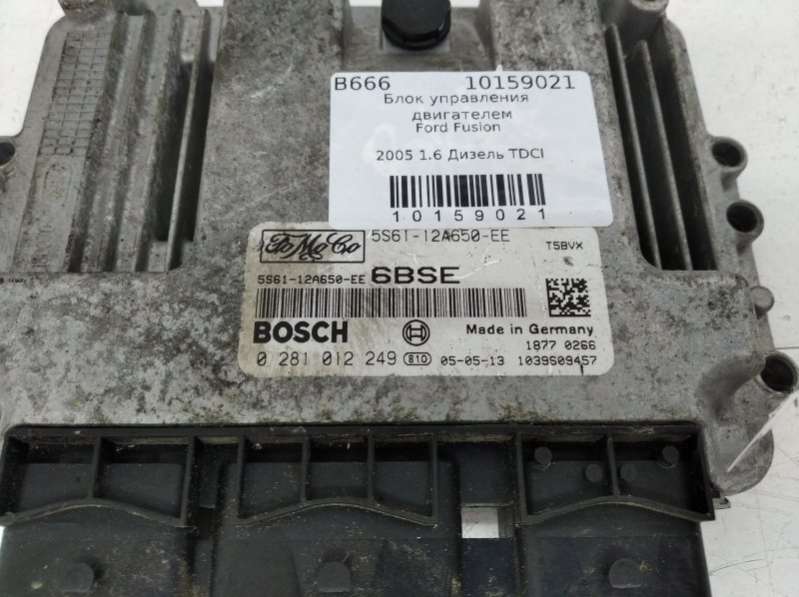 B666 10159021
Блок управления
двигателем
Ford Fusion
2005 1.6 Дизель TDCI
10159021
FoMoCo
5S61-12A650-EE
T5BVX
5S61-12A650-EE 6BSE
BOSCH
Made in Germany
1877 0266
0 281 012 249 810 05-05-13 1039S09457